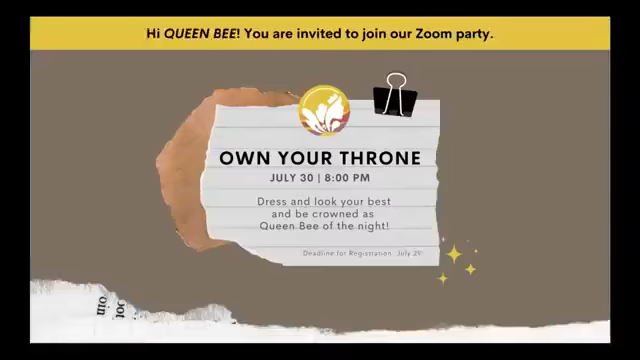 Hi QUEEN BEE! You are invited to join our Zoom party.
OWN YOUR THRONE
JULY 30 | 8:00 PM
Dress and look your best
and be crowned as
Queen Bee of the night!
Deadline for Registration: July 29